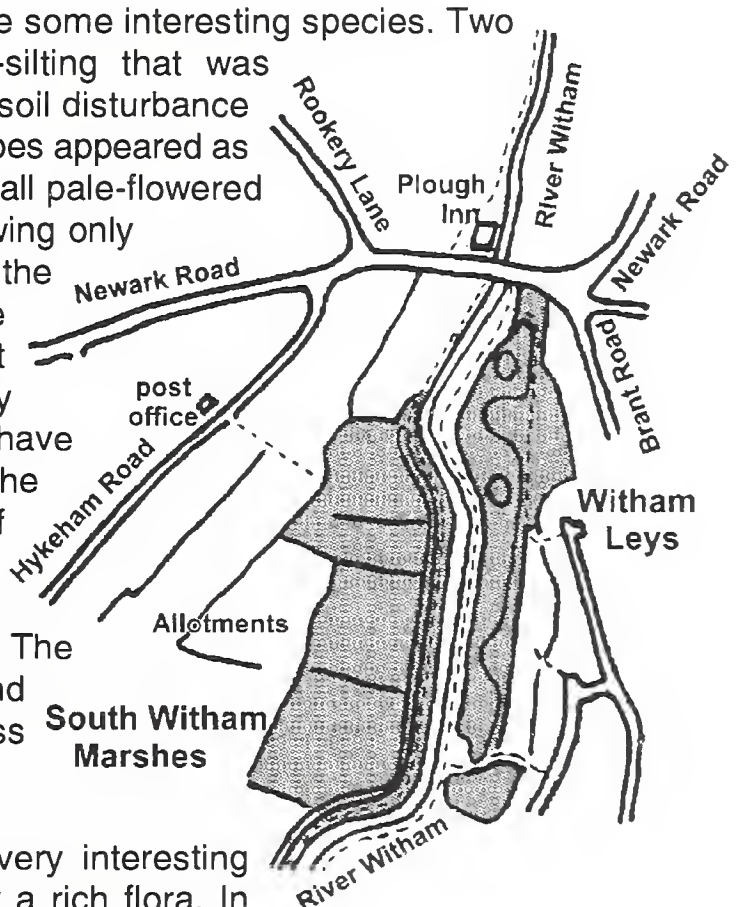 e some interesting species. Two
-silting that was
soil disturbance
pes appeared as
all pale-flowered
ving only
the
e
t
y
have
he
f
The
nd
ss
very interesting
a rich flora. In
Rookery Lane
River Witham
Plough
Inn
Newark Road
Newark Road
Brant Road
post
office
Hykeham Road
Witham
Leys
Allotments
South Witham
Marshes
River Witham